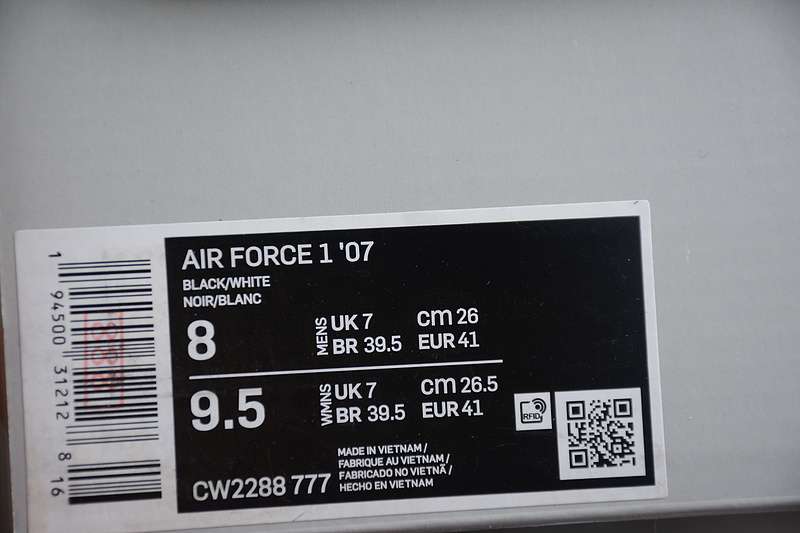 AIR FORCE 1 '07
BLACK/WHITE
NOIR/BLANC
8
MENS
UK 7 cm 26
BR 39.5 EUR 41
9.5
WMNS
UK 7 cm 26.5
BR 39.5 EUR 41
RFID
CW2288 777
MADE IN VIETNAM /
FABRIQUE AU VIETNAM /
FABRICADO NO VIETNÃ /
HECHO EN VIETNAM
1 94500 31212 8 16